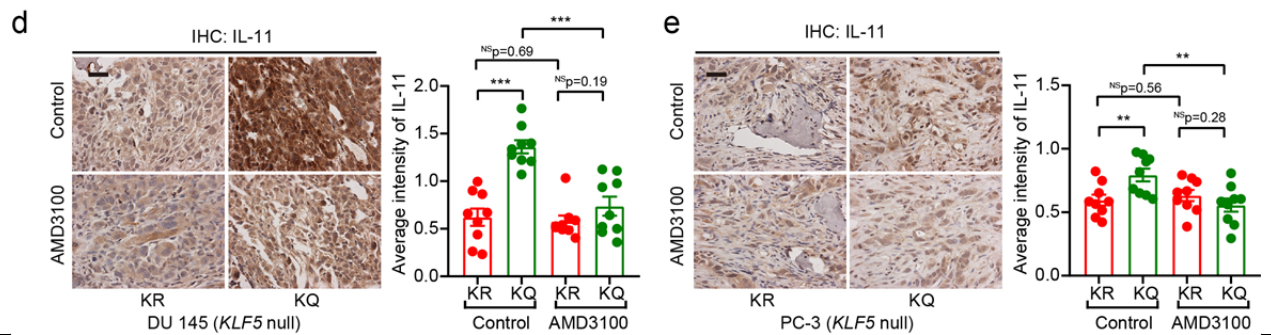 d
IHC: IL-11
Control
AMD3100
KR KQ
DU 145 (KLF5 null)
Average intensity of IL-11
2.0
1.5
1.0
0.5
0.0
***
NSp=0.69
***
NSp=0.19
KR KQ KR KQ
Control AMD3100
e
IHC: IL-11
Control
AMD3100
KR KQ
PC-3 (KLF5 null)
Average intensity of IL-11
1.5
1.0
0.5
0.0
**
NSp=0.56
**
NSp=0.28
KR KQ KR KQ
Control AMD3100